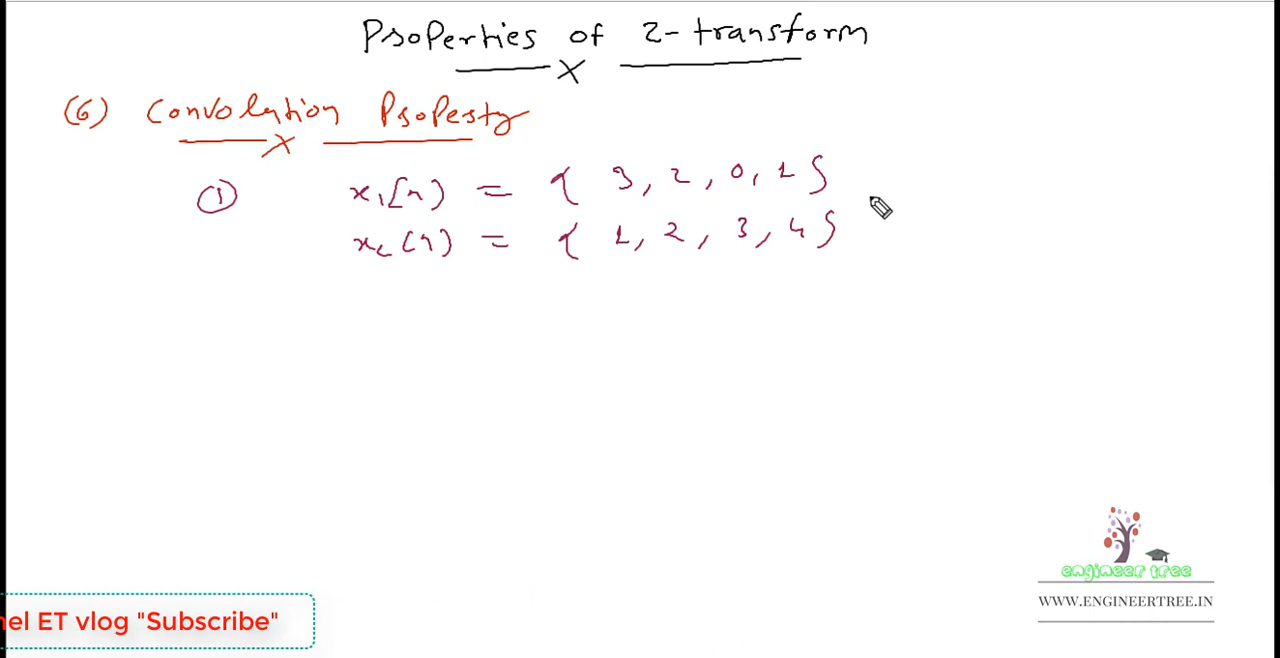 Properties of Z-transform
(6) Convolution Property
① x₁[n] = { 3, 2, 0, 1 }
x₂(n) = { 1, 2, 3, 4 }
engineer tree
WWW.ENGINEERTREE.IN
nel ET vlog "Subscribe"